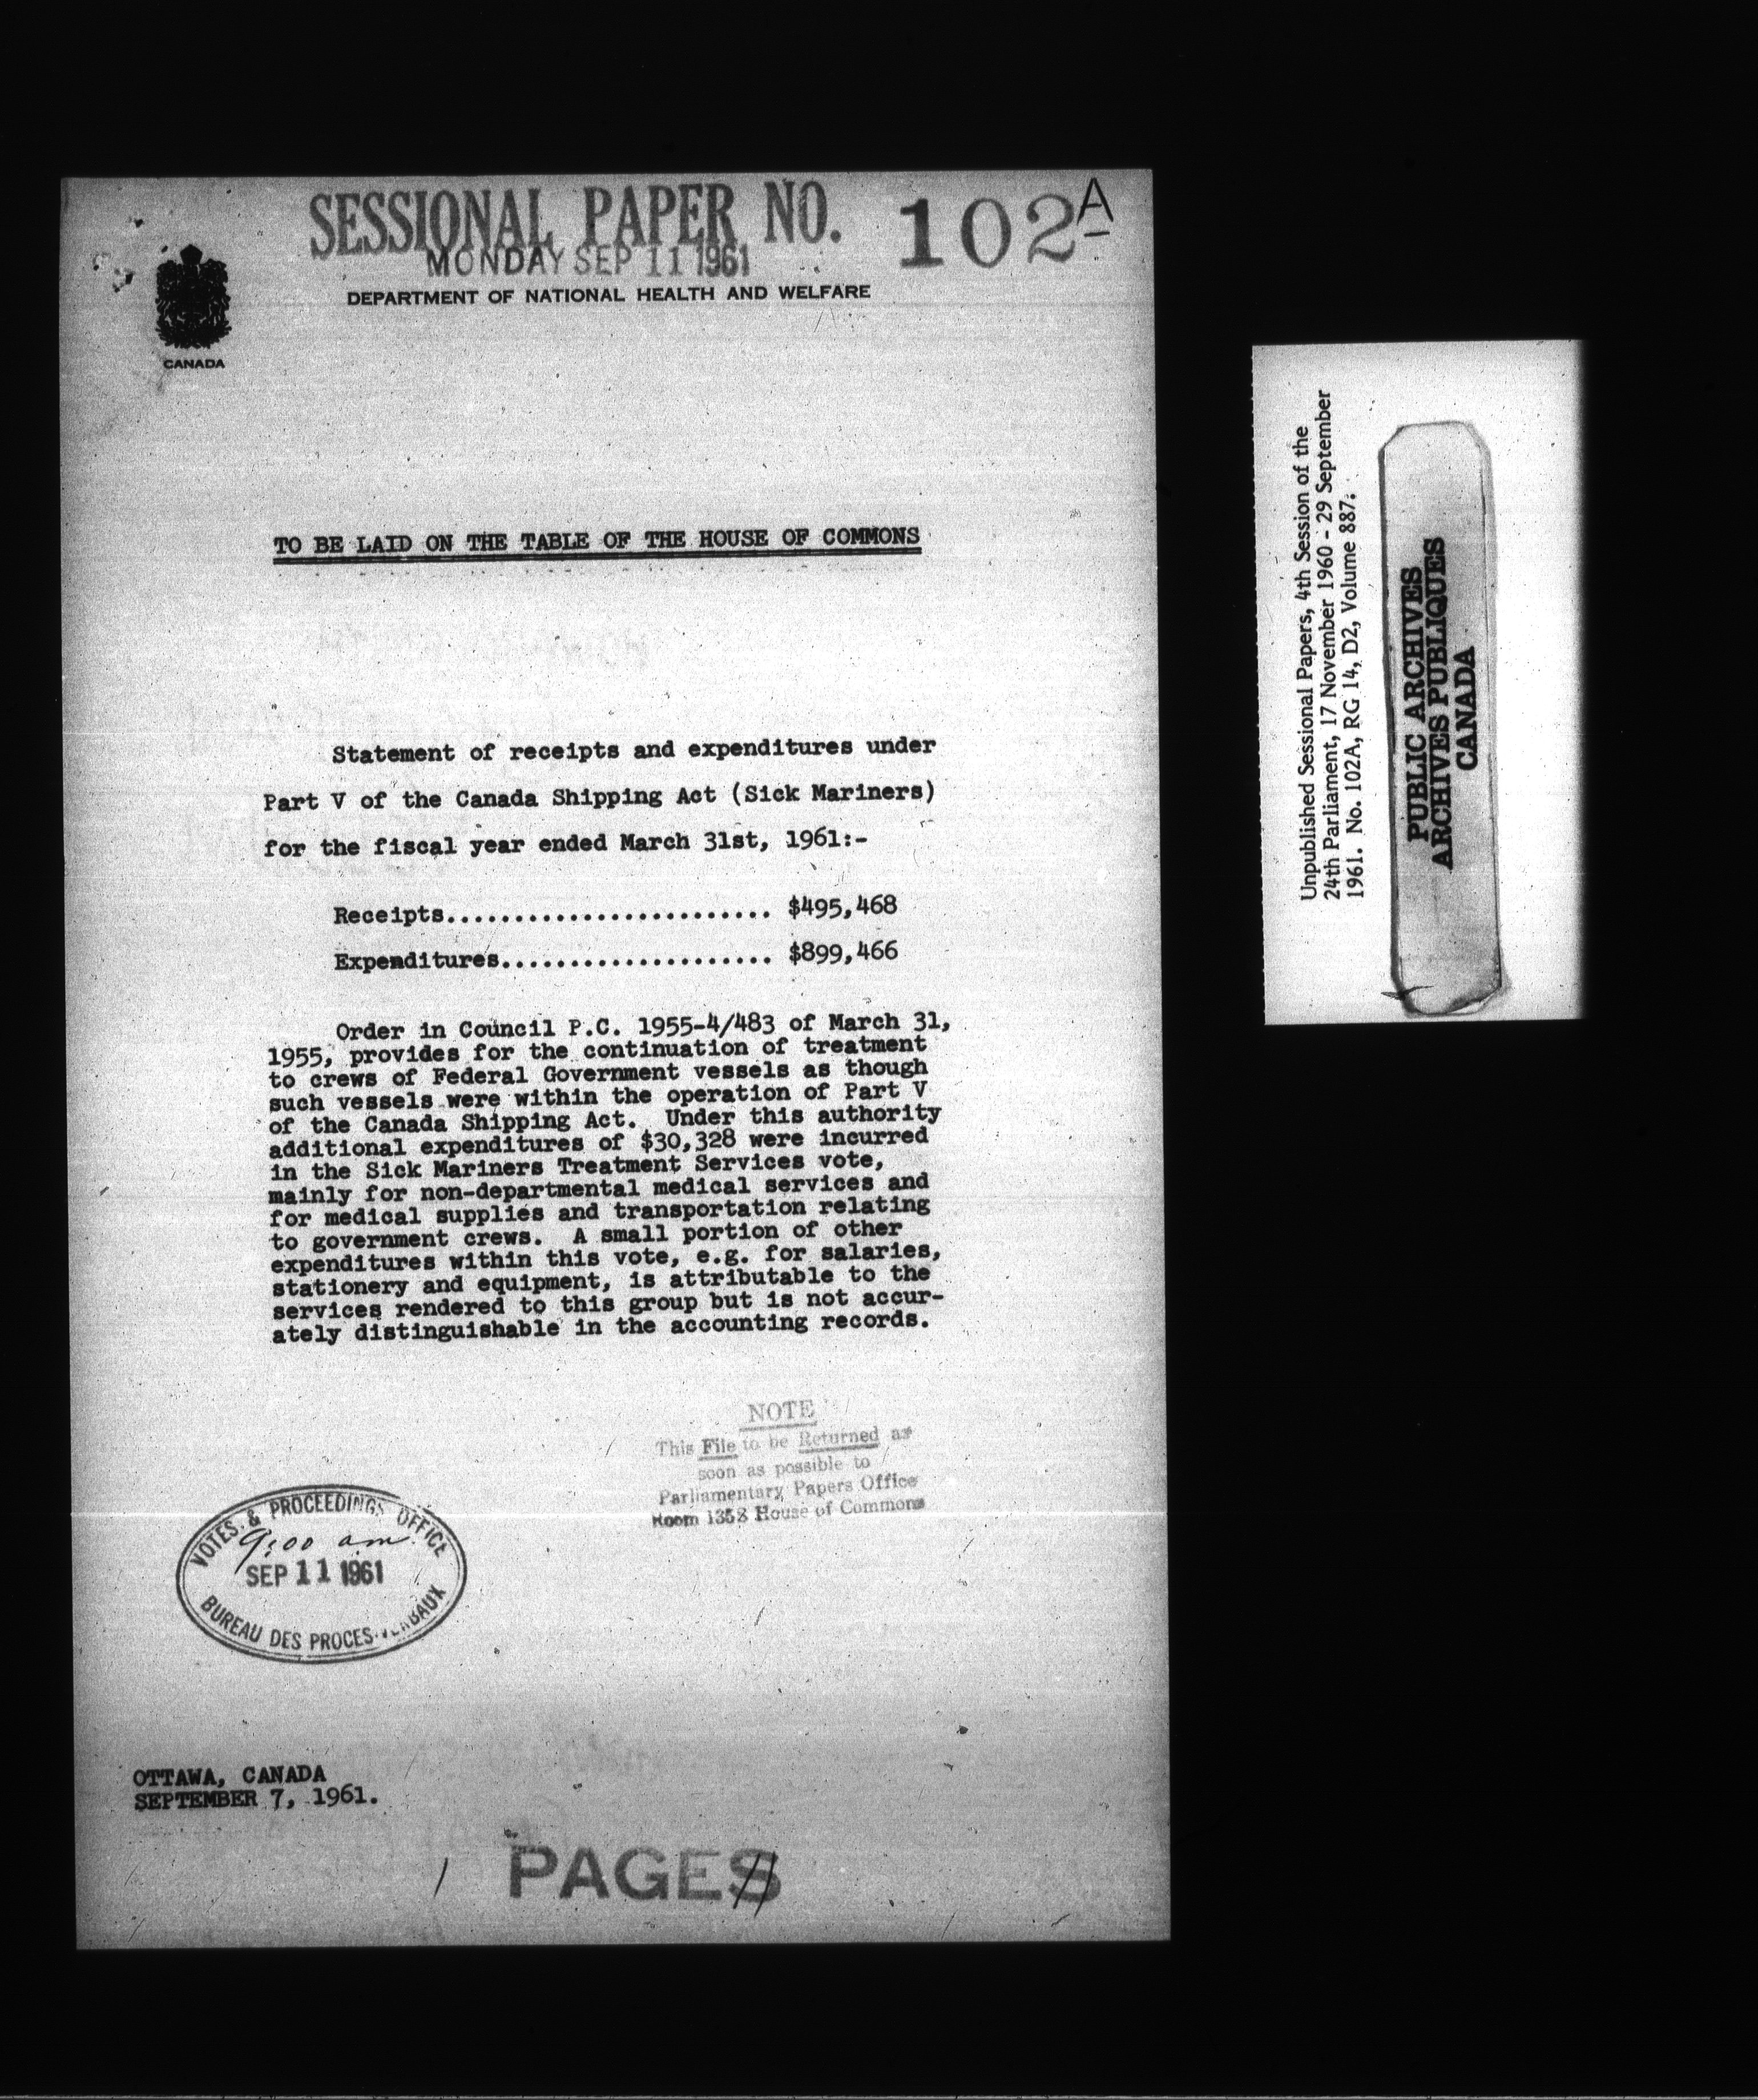 SESSIONAL PAPER NO. 102A
MONDAY SEP 11 1961
DEPARTMENT OF NATIONAL HEALTH AND WELFARE
CANADA
TO BE LAID ON THE TABLE OF THE HOUSE OF COMMONS
Statement of receipts and expenditures under
Part V of the Canada Shipping Act (Sick Mariners)
for the fiscal year ended March 31st, 1961:-
Receipts........................ $495,468
Expenditures.................... $899,466
Order in Council P.C. 1955-4/483 of March 31,
1955, provides for the continuation of treatment
to crews of Federal Government vessels as though
such vessels were within the operation of Part V
of the Canada Shipping Act. Under this authority
additional expenditures of $30,328 were incurred
in the Sick Mariners Treatment Services vote,
mainly for non-departmental medical services and
for medical supplies and transportation relating
to government crews. A small portion of other
expenditures within this vote, e.g. for salaries,
stationery and equipment, is attributable to the
services rendered to this group but is not accur-
ately distinguishable in the accounting records.
NOTE
This File to be Returned as
soon as possible to
Parliamentary Papers Office
Room 1358 House of Commons
VOTES & PROCEEDINGS OFFICE
9:00 am
SEP 11 1961
BUREAU DES PROCES-VERBAUX
OTTAWA, CANADA
SEPTEMBER 7, 1961.
1 PAGES
Unpublished Sessional Papers, 4th Session of the
24th Parliament, 17 November 1960 - 29 September
1961. No. 102A, RG 14, D2, Volume 887.
PUBLIC ARCHIVES
ARCHIVES PUBLIQUES
CANADA